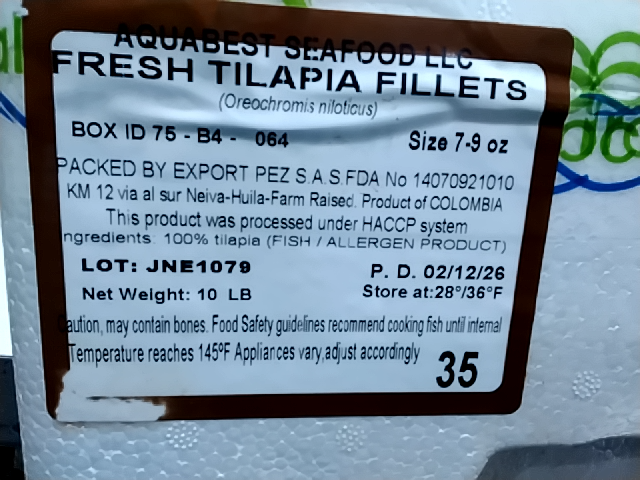 AQUABEST SEAFOOD LLC
FRESH TILAPIA FILLETS
(Oreochromis niloticus)
BOX ID 75 - B4 - 064
Size 7-9 oz
PACKED BY EXPORT PEZ S.A.S.FDA No 14070921010
KM 12 via al sur Neiva-Huila-Farm Raised. Product of COLOMBIA
This product was processed under HACCP system
ngredients: 100% tilapia (FISH / ALLERGEN PRODUCT)
LOT: JNE1079
P. D. 02/12/26
Net Weight: 10 LB
Store at:28°/36°F
aution, may contain bones. Food Safety guidelines recommend cooking fish until internal
Temperature reaches 145ºF Appliances vary,adjust accordingly
35